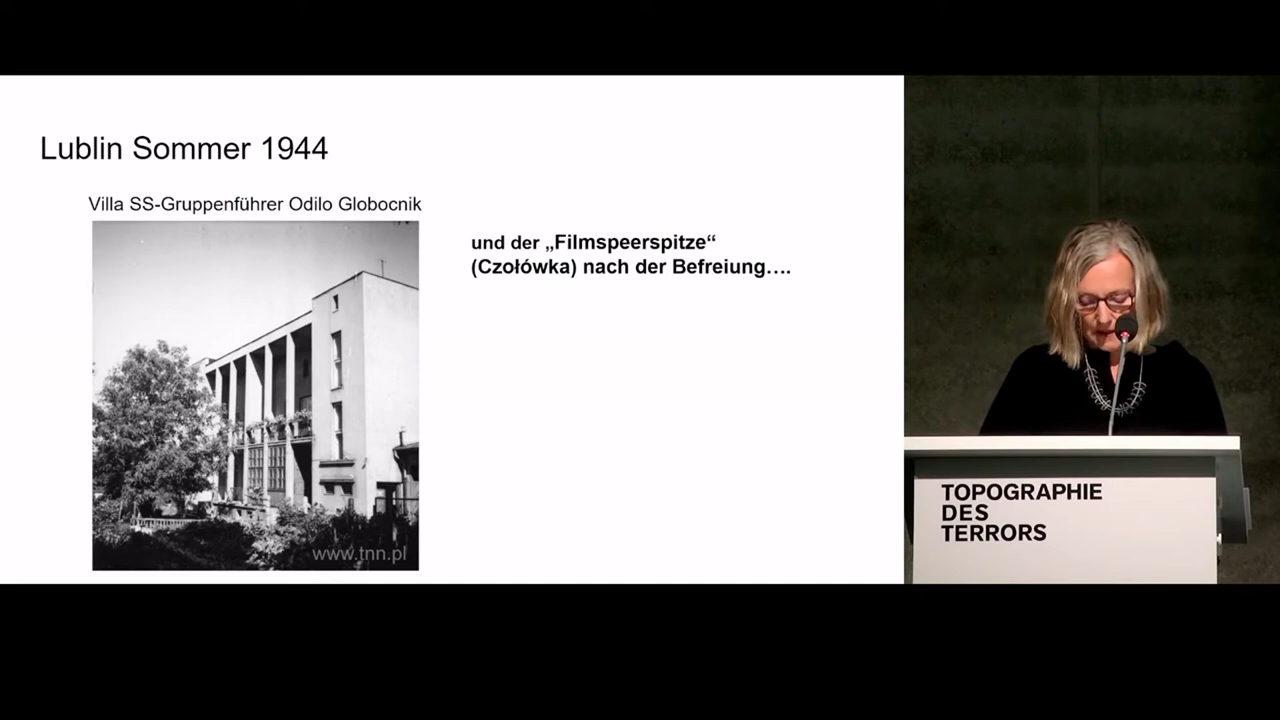 Lublin Sommer 1944
Villa SS-Gruppenführer Odilo Globocnik
und der „Filmspeerspitze“
(Czołówka) nach der Befreiung….
www.tnn.pl
TOPOGRAPHIE
DES
TERRORS